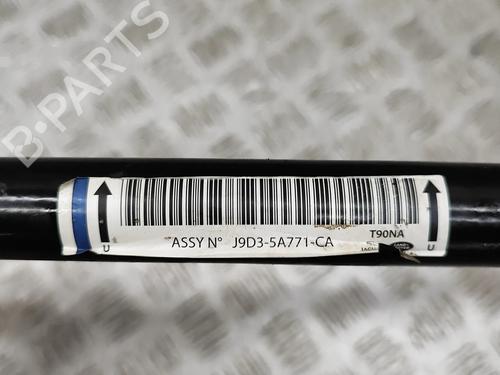 B-PARTS
T90NA
ASSY N° J9D3-5A771-CA
U
U